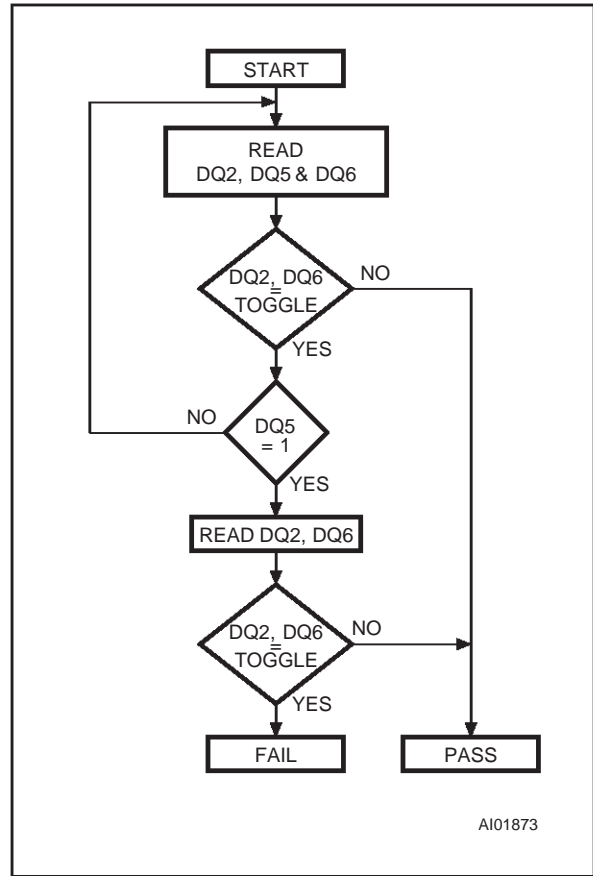 START
READ
DQ2, DQ5 & DQ6
DQ2, DQ6
=
TOGGLE
NO
YES
NO
DQ5
= 1
YES
READ DQ2, DQ6
DQ2, DQ6
=
TOGGLE
NO
YES
FAIL
PASS
AI01873